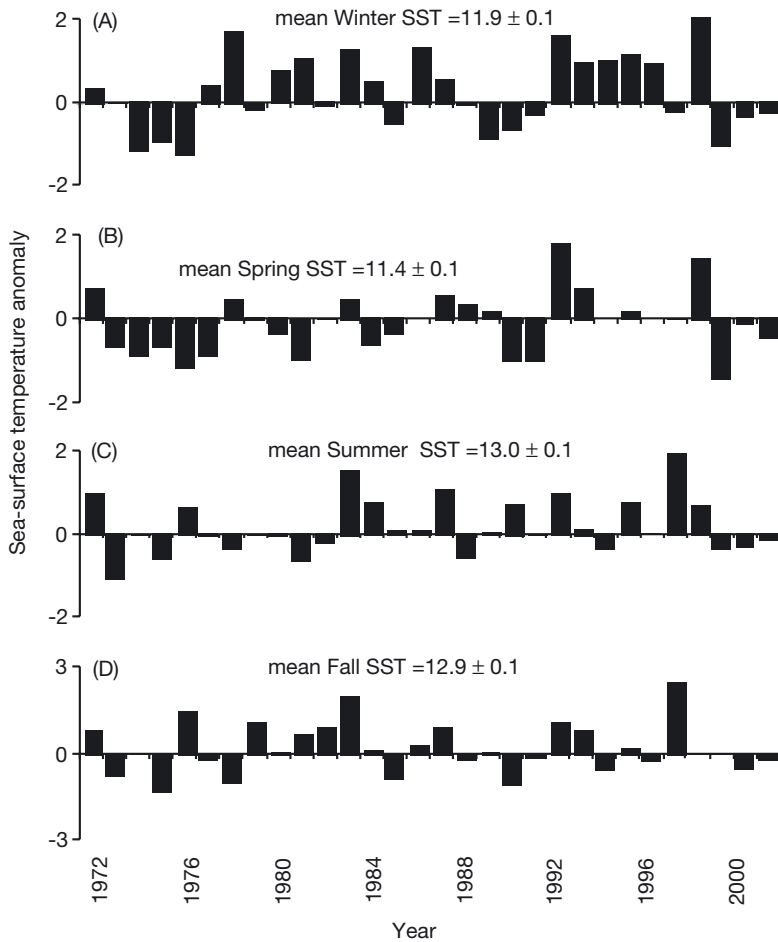 (A)
mean Winter SST =11.9 ± 0.1
2
0
-2
(B)
mean Spring SST =11.4 ± 0.1
2
0
-2
(C)
mean Summer SST =13.0 ± 0.1
2
0
-2
(D)
mean Fall SST =12.9 ± 0.1
3
0
-3
Sea-surface temperature anomaly
1972
1976
1980
1984
1988
1992
1996
2000
Year